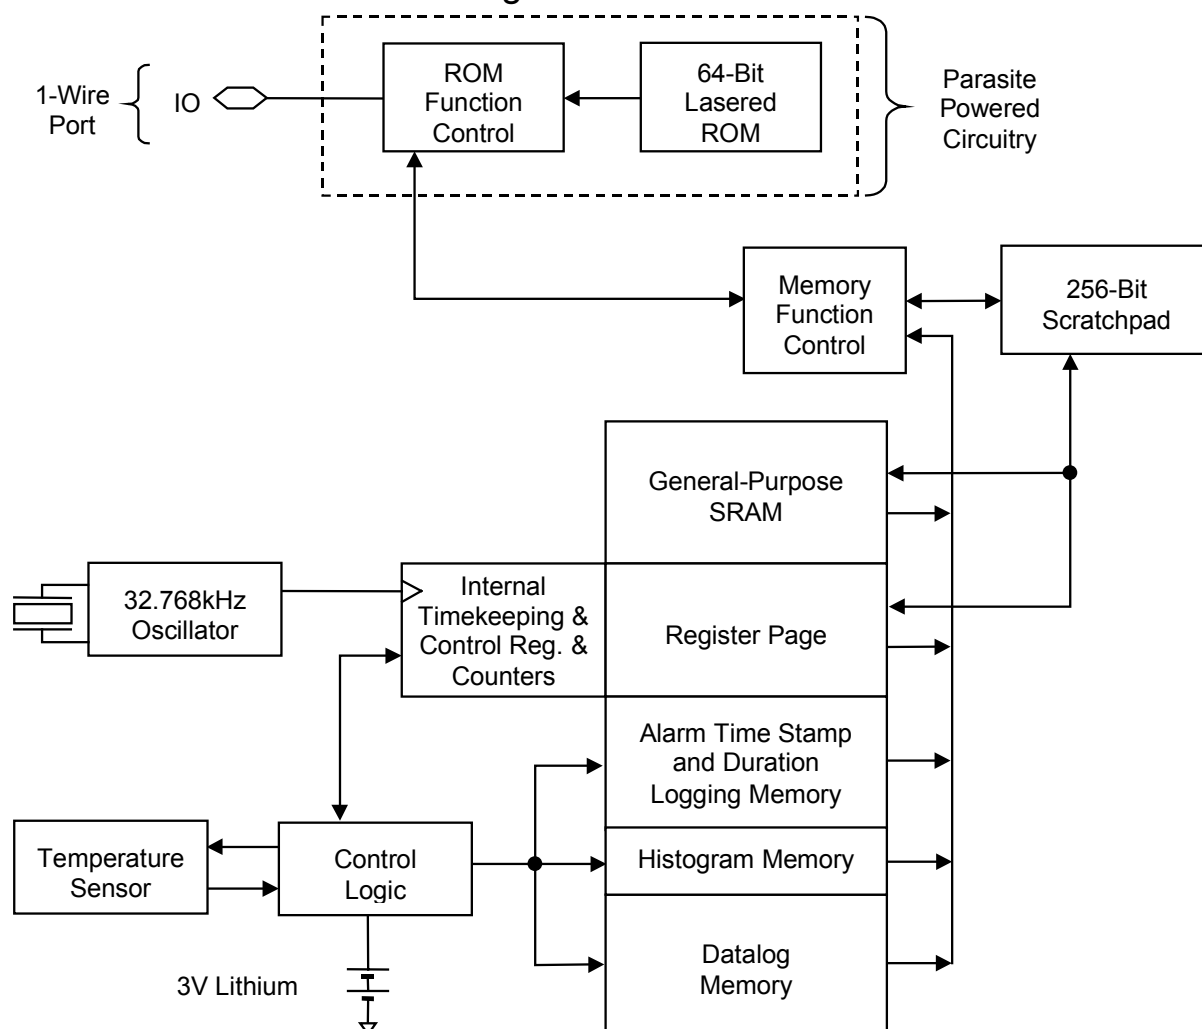 1-Wire
Port
IO
ROM
Function
Control
64-Bit
Lasered
ROM
Parasite
Powered
Circuitry
Memory
Function
Control
256-Bit
Scratchpad
General-Purpose
SRAM
32.768kHz
Oscillator
Internal
Timekeeping &
Control Reg. &
Counters
Register Page
Alarm Time Stamp
and Duration
Logging Memory
Temperature
Sensor
Control
Logic
Histogram Memory
Datalog
Memory
3V Lithium